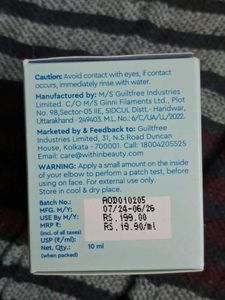 Caution: Avoid contact with eyes, if contact
occurs, immediately rinse with water.
Manufactured by: M/S Guiltfree Industries
Limited. C/O M/S Ginni Filaments Ltd., Plot
No. 98,Sector-05 IIE, SIDCUL Distt.- Haridwar,
Uttarakhand - 249403. M.L. No.: 6/C/UA/LL/2022.
Marketed by & Feedback to: Guiltfree
Industries Limited, 31, N.S.Road Duncan
House, Kolkata - 700001. Call: 18004205525
Email: care@withinbeauty.com
WARNING: Apply a small amount on the inside
of your elbow to perform a patch test, before
using on face. For external use only.
Store in cool & dry place.
Batch No.: AOD010205
MFG. M/Y: 07/24-06/26
USE By M/Y: RS.199.00
MRP ₹: RS.19.90/ml
(incl. of all taxes)
USP (₹/ml):
Net. Qty.: 10 ml
(when packed)